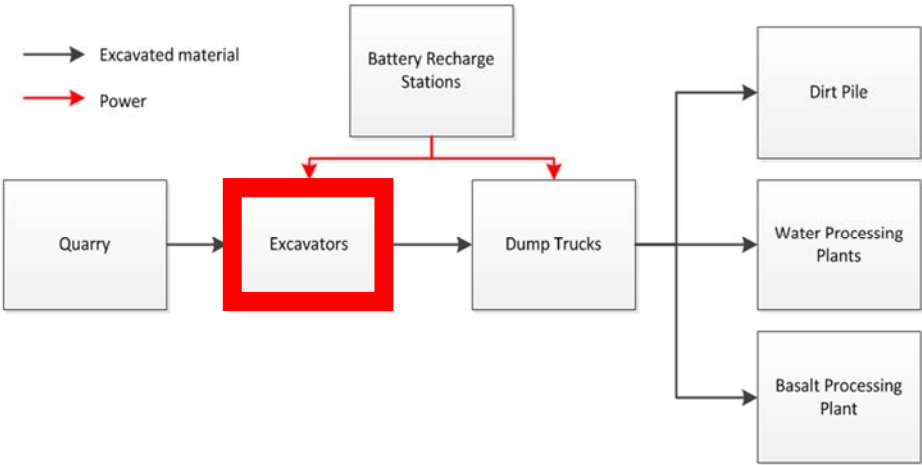 Excavated material
Power
Battery Recharge
Stations
Dirt Pile
Quarry
Excavators
Dump Trucks
Water Processing
Plants
Basalt Processing
Plant